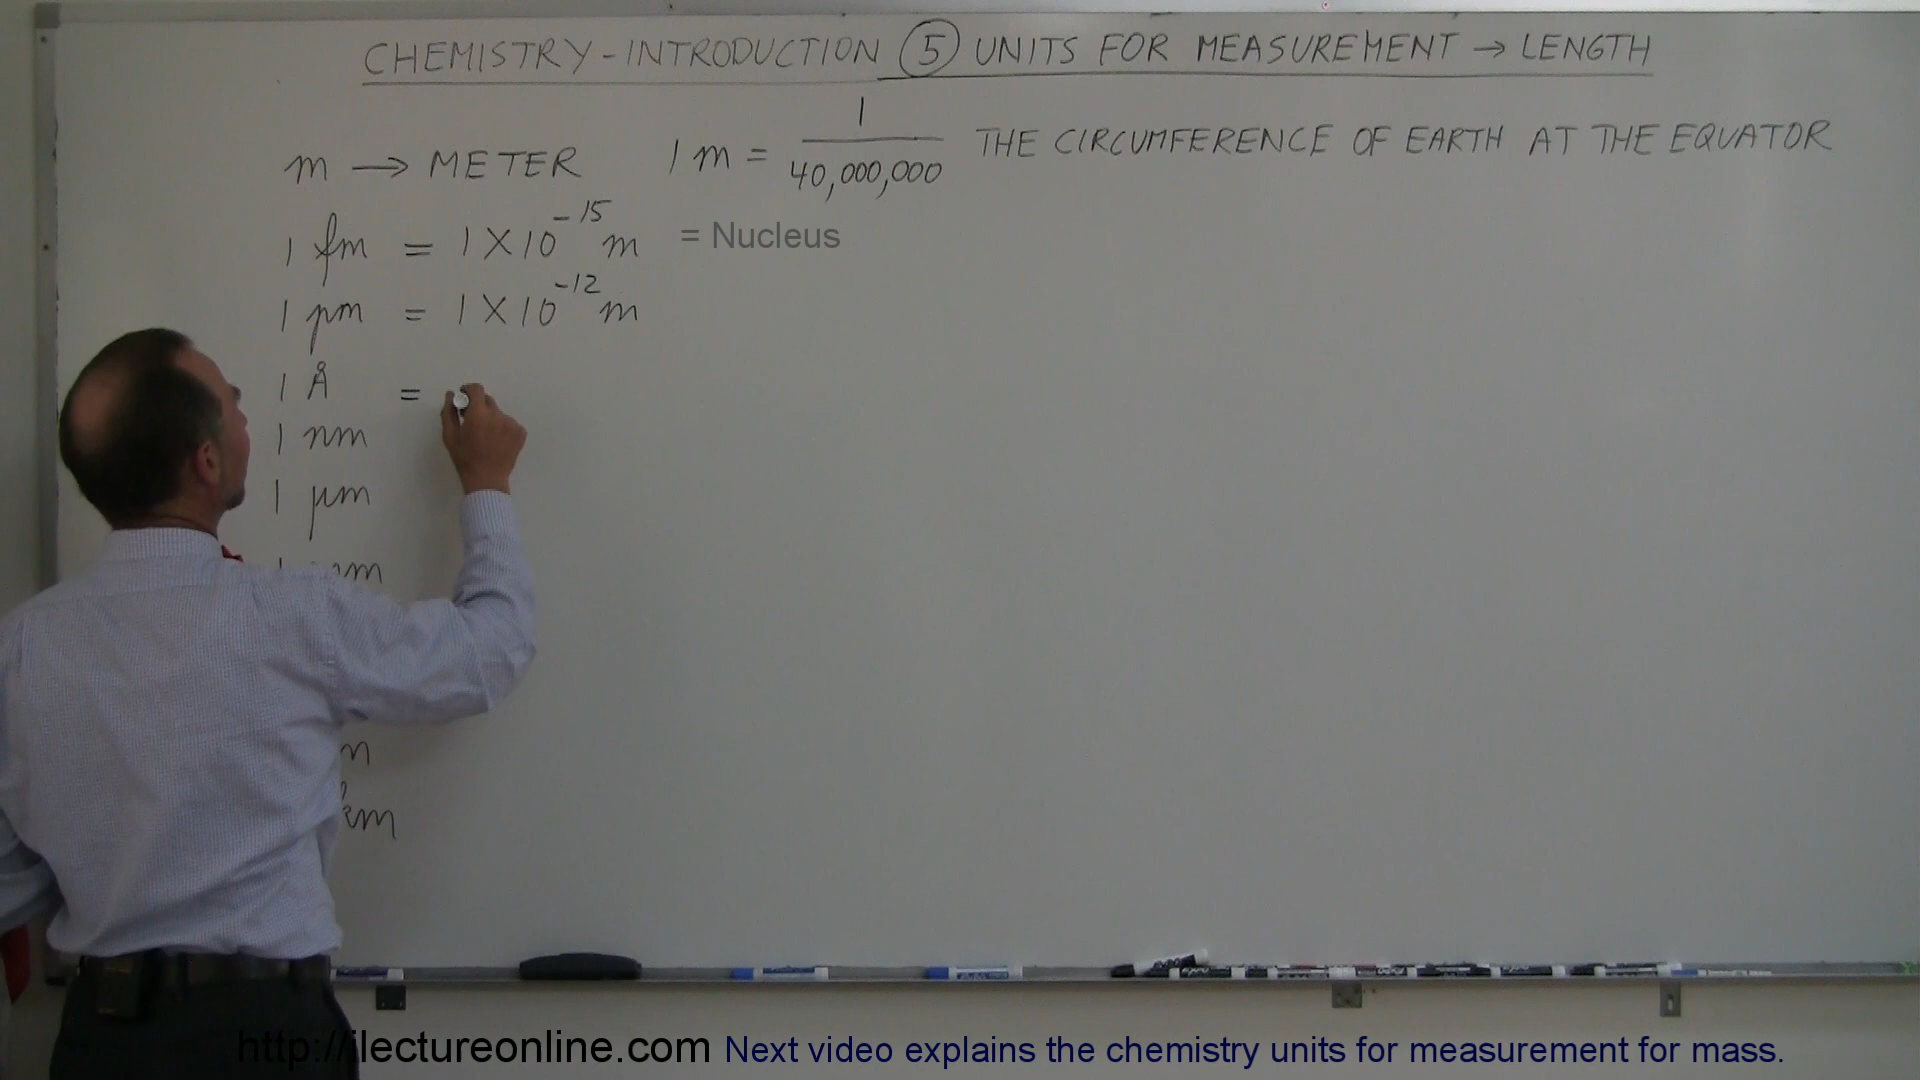 CHEMISTRY-INTRODUCTION ⑤ UNITS FOR MEASUREMENT → LENGTH
m → METER 1 m = 1/40,000,000 THE CIRCUMFERENCE OF EARTH AT THE EQUATOR
1 fm = 1 X 10⁻¹⁵ m = Nucleus
1 pm = 1 X 10⁻¹² m
1 Å =
1 nm
1 µm
m
km
http://ilectureonline.com Next video explains the chemistry units for measurement for mass.